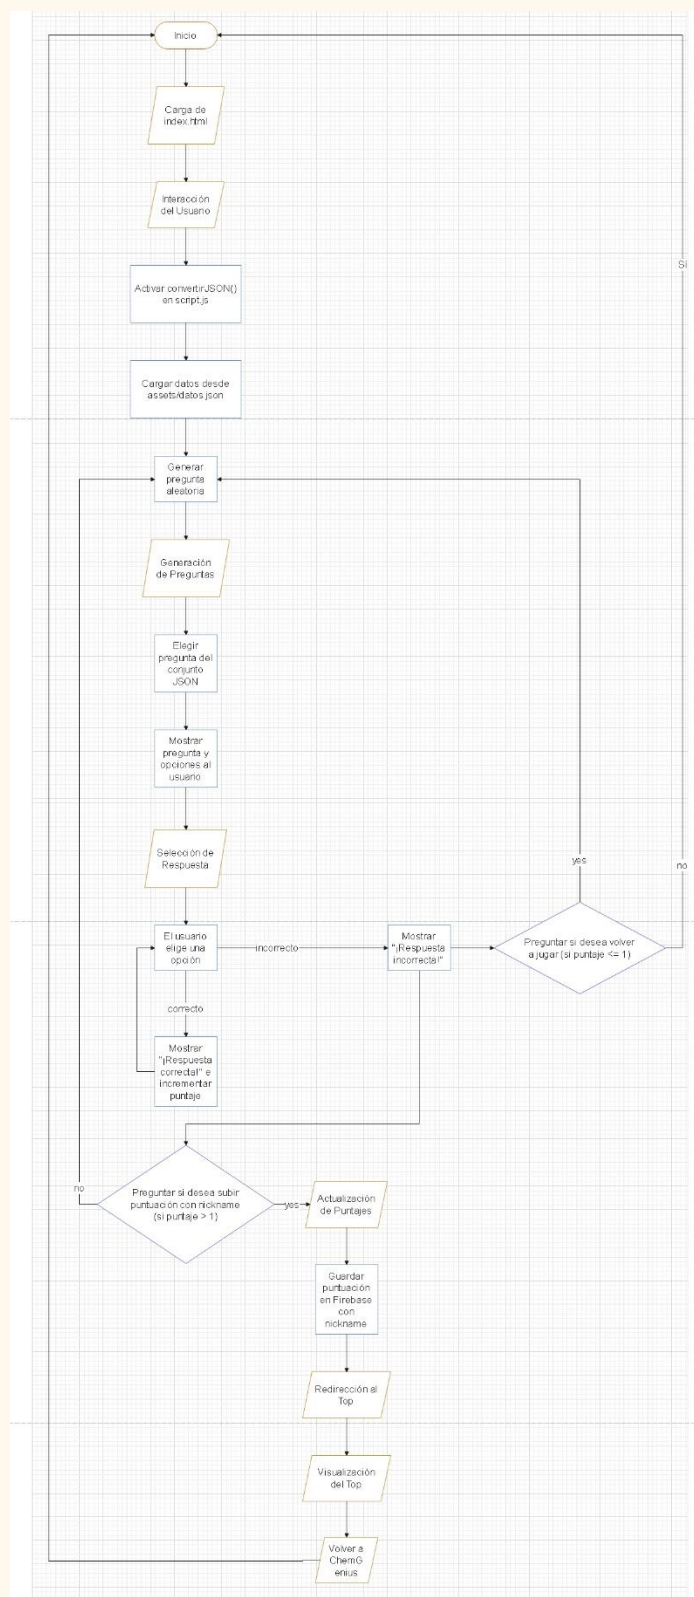 Inicio
Carga de
index.html
Interacción
del Usuario
Activar convertirJSON()
en script.js
Si
Cargar datos desde
assets/datos.json
Generar
pregunta
aleatoria
Generación
de Preguntas
Elegir
pregunta del
conjunto
JSON
Mostrar
pregunta y
opciones al
usuario
Selección de
Respuesta
yes
no
El usuario
elige una
opción
incorrecto
Mostrar
"¡Respuesta
incorrecta!"
Preguntar si desea volver
a jugar (si puntaje <= 1)
correcto
Mostrar
"¡Respuesta
correcta!" e
incrementar
puntaje
no
Preguntar si desea subir
puntuación con nickname
(si puntaje > 1)
yes
Actualización
de Puntajes
Guardar
puntuación
en Firebase
con
nickname
Redirección al
Top
Visualización
del Top
Volver a
ChemG
enius